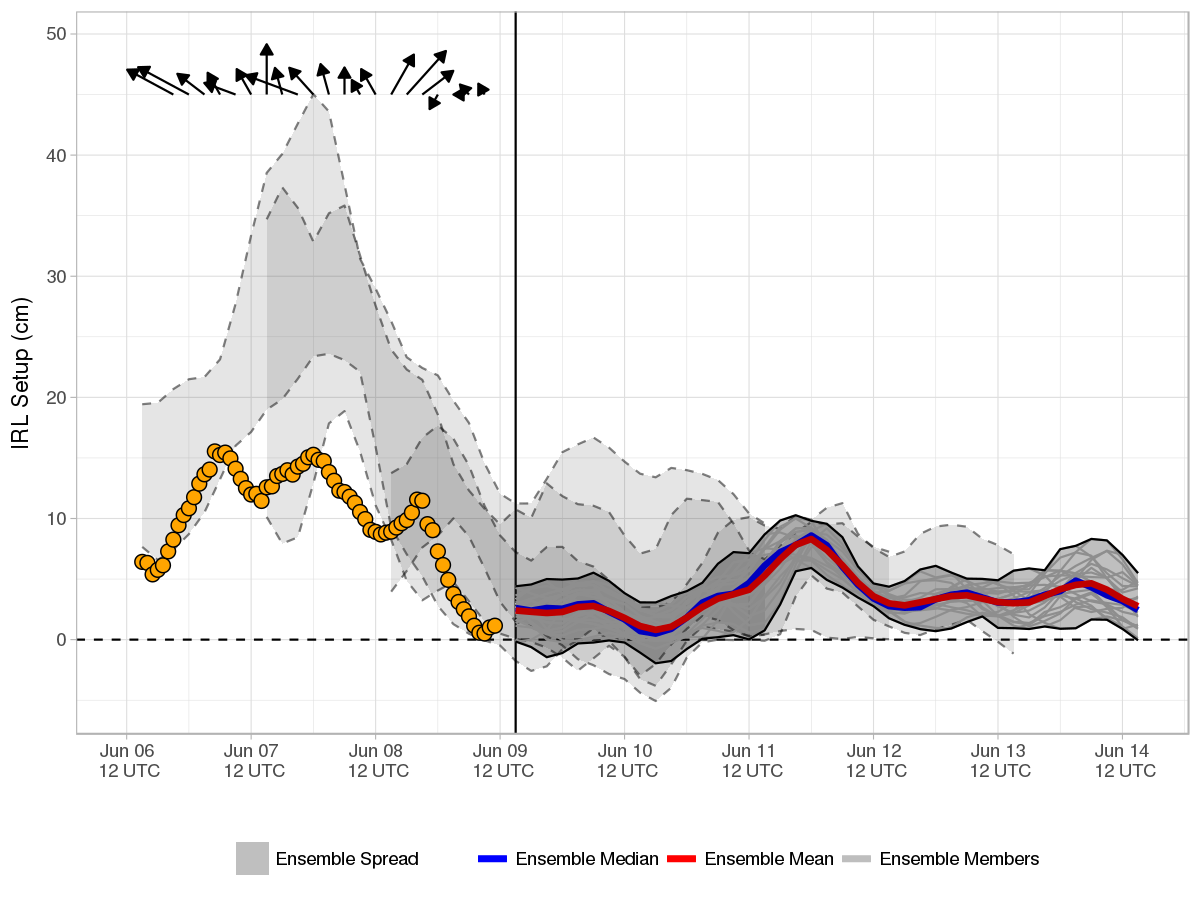 IRL Setup (cm)
50
40
30
20
10
0
Jun 06 Jun 07 Jun 08 Jun 09 Jun 10 Jun 11 Jun 12 Jun 13 Jun 14
12 UTC 12 UTC 12 UTC 12 UTC 12 UTC 12 UTC 12 UTC 12 UTC 12 UTC
Ensemble Spread Ensemble Median Ensemble Mean Ensemble Members